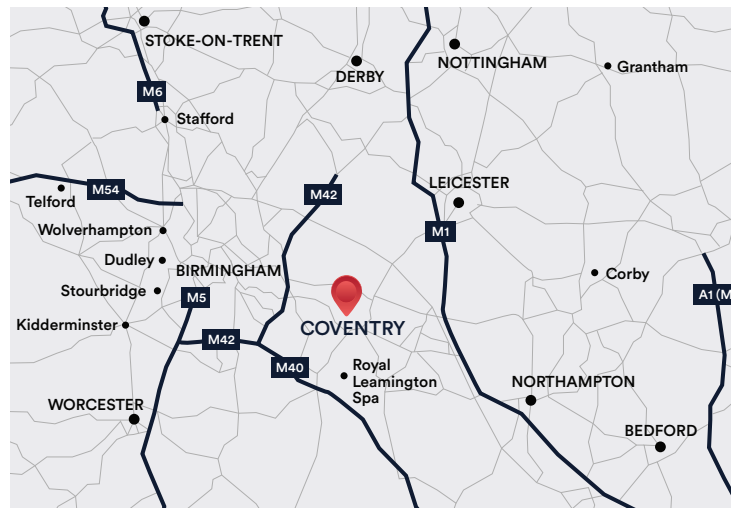 STOKE-ON-TRENT
NOTTINGHAM
Grantham
DERBY
M6
Stafford
LEICESTER
M54
M42
Telford
Wolverhampton
M1
Dudley
BIRMINGHAM
Corby
Stourbridge
M5
A1 (M
Kidderminster
COVENTRY
M42
M40
Royal
Leamington
Spa
NORTHAMPTON
WORCESTER
BEDFORD